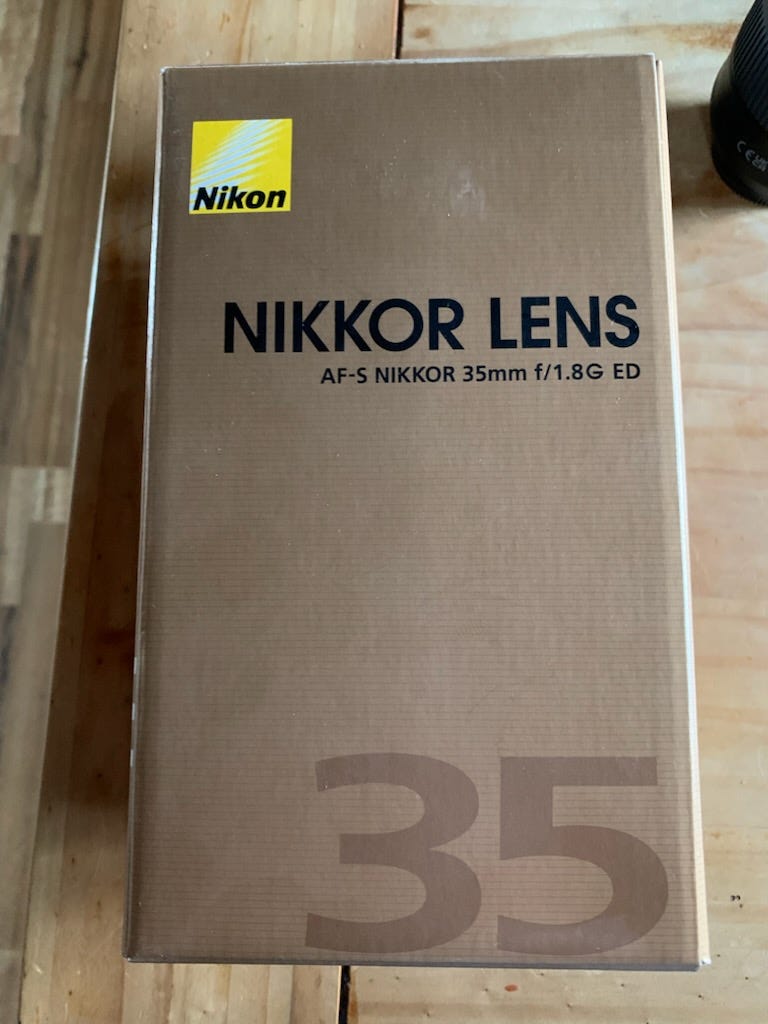 Nikon
NIKKOR LENS
AF-S NIKKOR 35mm f/1.8G ED
35